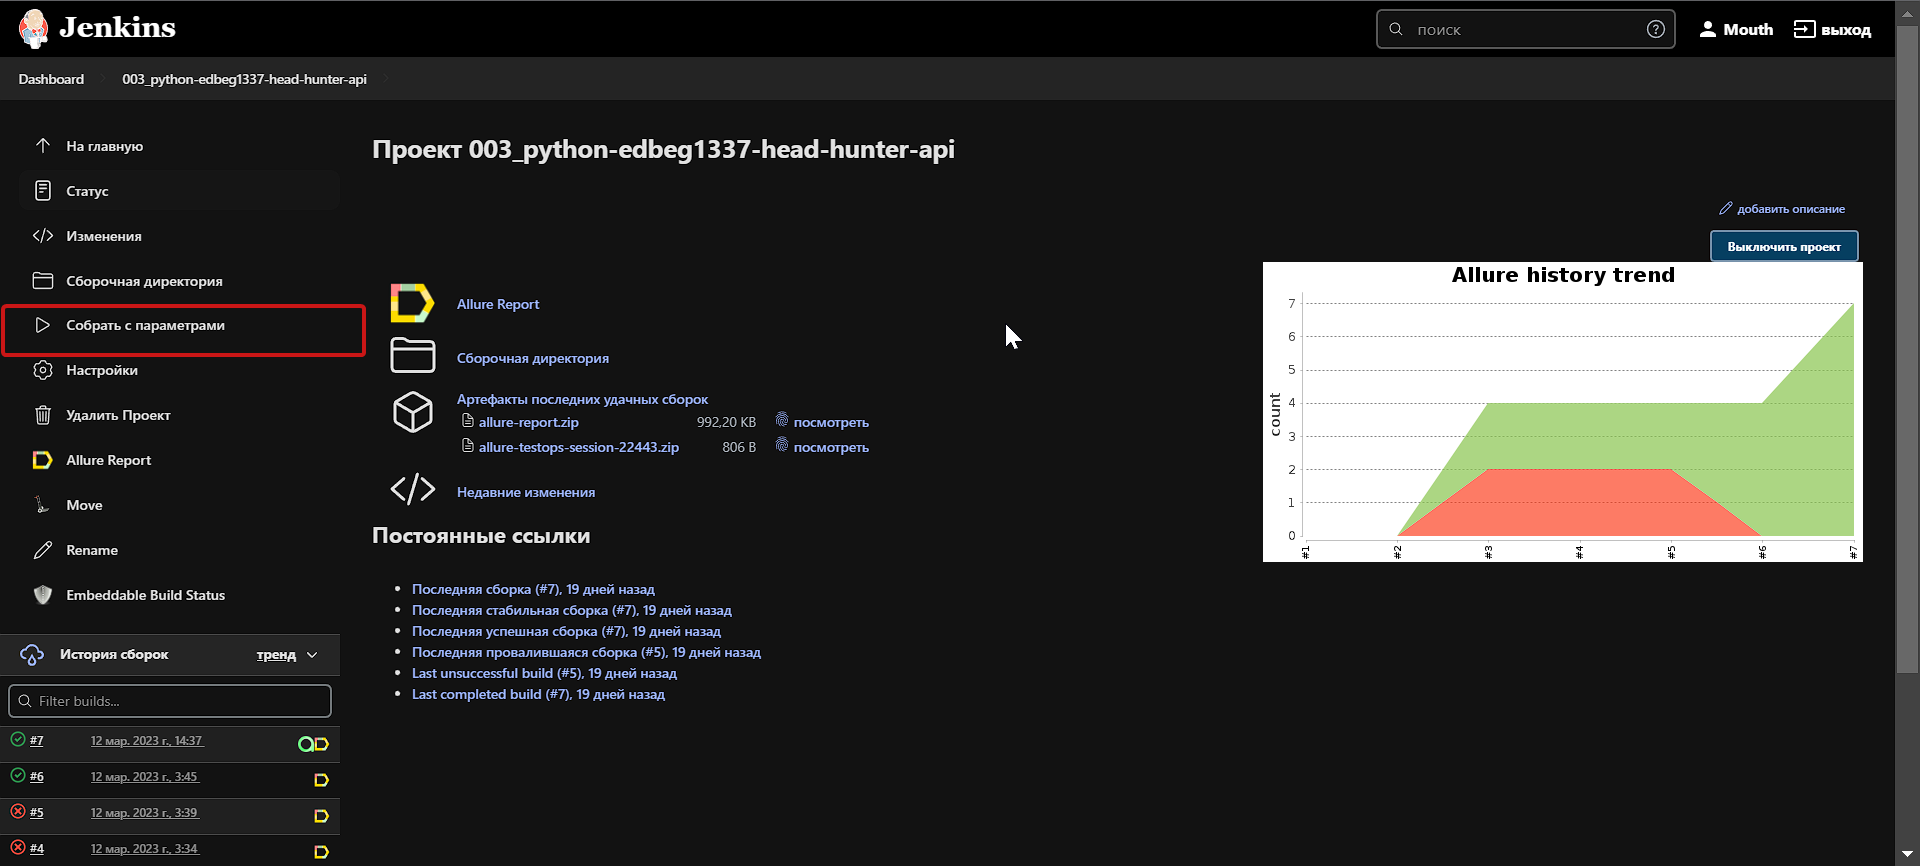 Jenkins
поиск
Mouth
выход
Dashboard
003_python-edbeg1337-head-hunter-api
На главную
Статус
Изменения
Сборочная директория
Собрать с параметрами
Настройки
Удалить Проект
Allure Report
Move
Rename
Embeddable Build Status
История сборок
тренд
Filter builds...
#7 12 мар. 2023 г., 14:37
#6 12 мар. 2023 г., 3:45
#5 12 мар. 2023 г., 3:39
#4 12 мар. 2023 г., 3:34
Проект 003_python-edbeg1337-head-hunter-api
добавить описание
Выключить проект
Allure Report
Сборочная директория
Артефакты последних удачных сборок
allure-report.zip 992,20 KB посмотреть
allure-testops-session-22443.zip 806 B посмотреть
Недавние изменения
Постоянные ссылки
Последняя сборка (#7), 19 дней назад
Последняя стабильная сборка (#7), 19 дней назад
Последняя успешная сборка (#7), 19 дней назад
Последняя провалившаяся сборка (#5), 19 дней назад
Last unsuccessful build (#5), 19 дней назад
Last completed build (#7), 19 дней назад
Allure history trend
count
7
6
5
4
3
2
1
0
#1 #2 #3 #4 #5 #6 #7